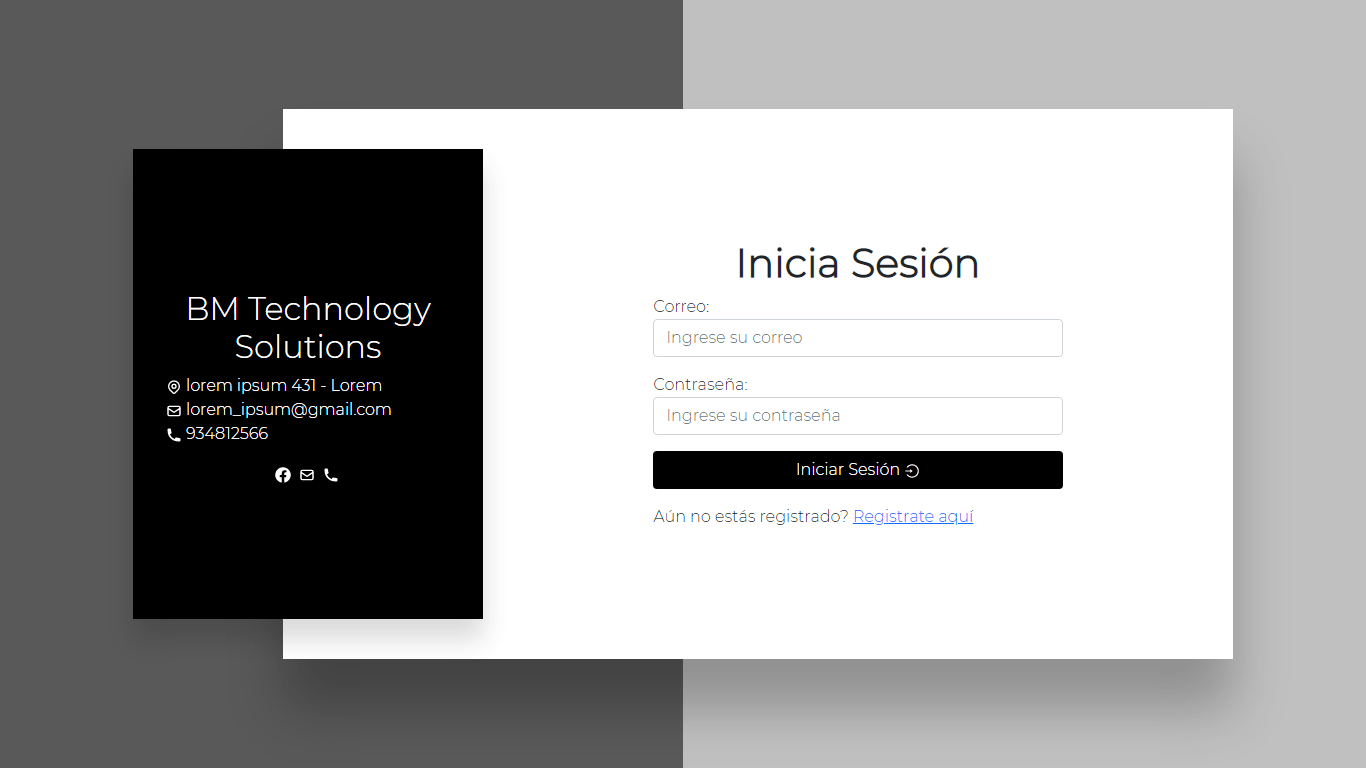 BM Technology
Solutions
lorem ipsum 431 - Lorem
lorem_ipsum@gmail.com
934812566
Inicia Sesión
Correo:
Ingrese su correo
Contraseña:
Ingrese su contraseña
Iniciar Sesión
Aún no estás registrado? Registrate aquí